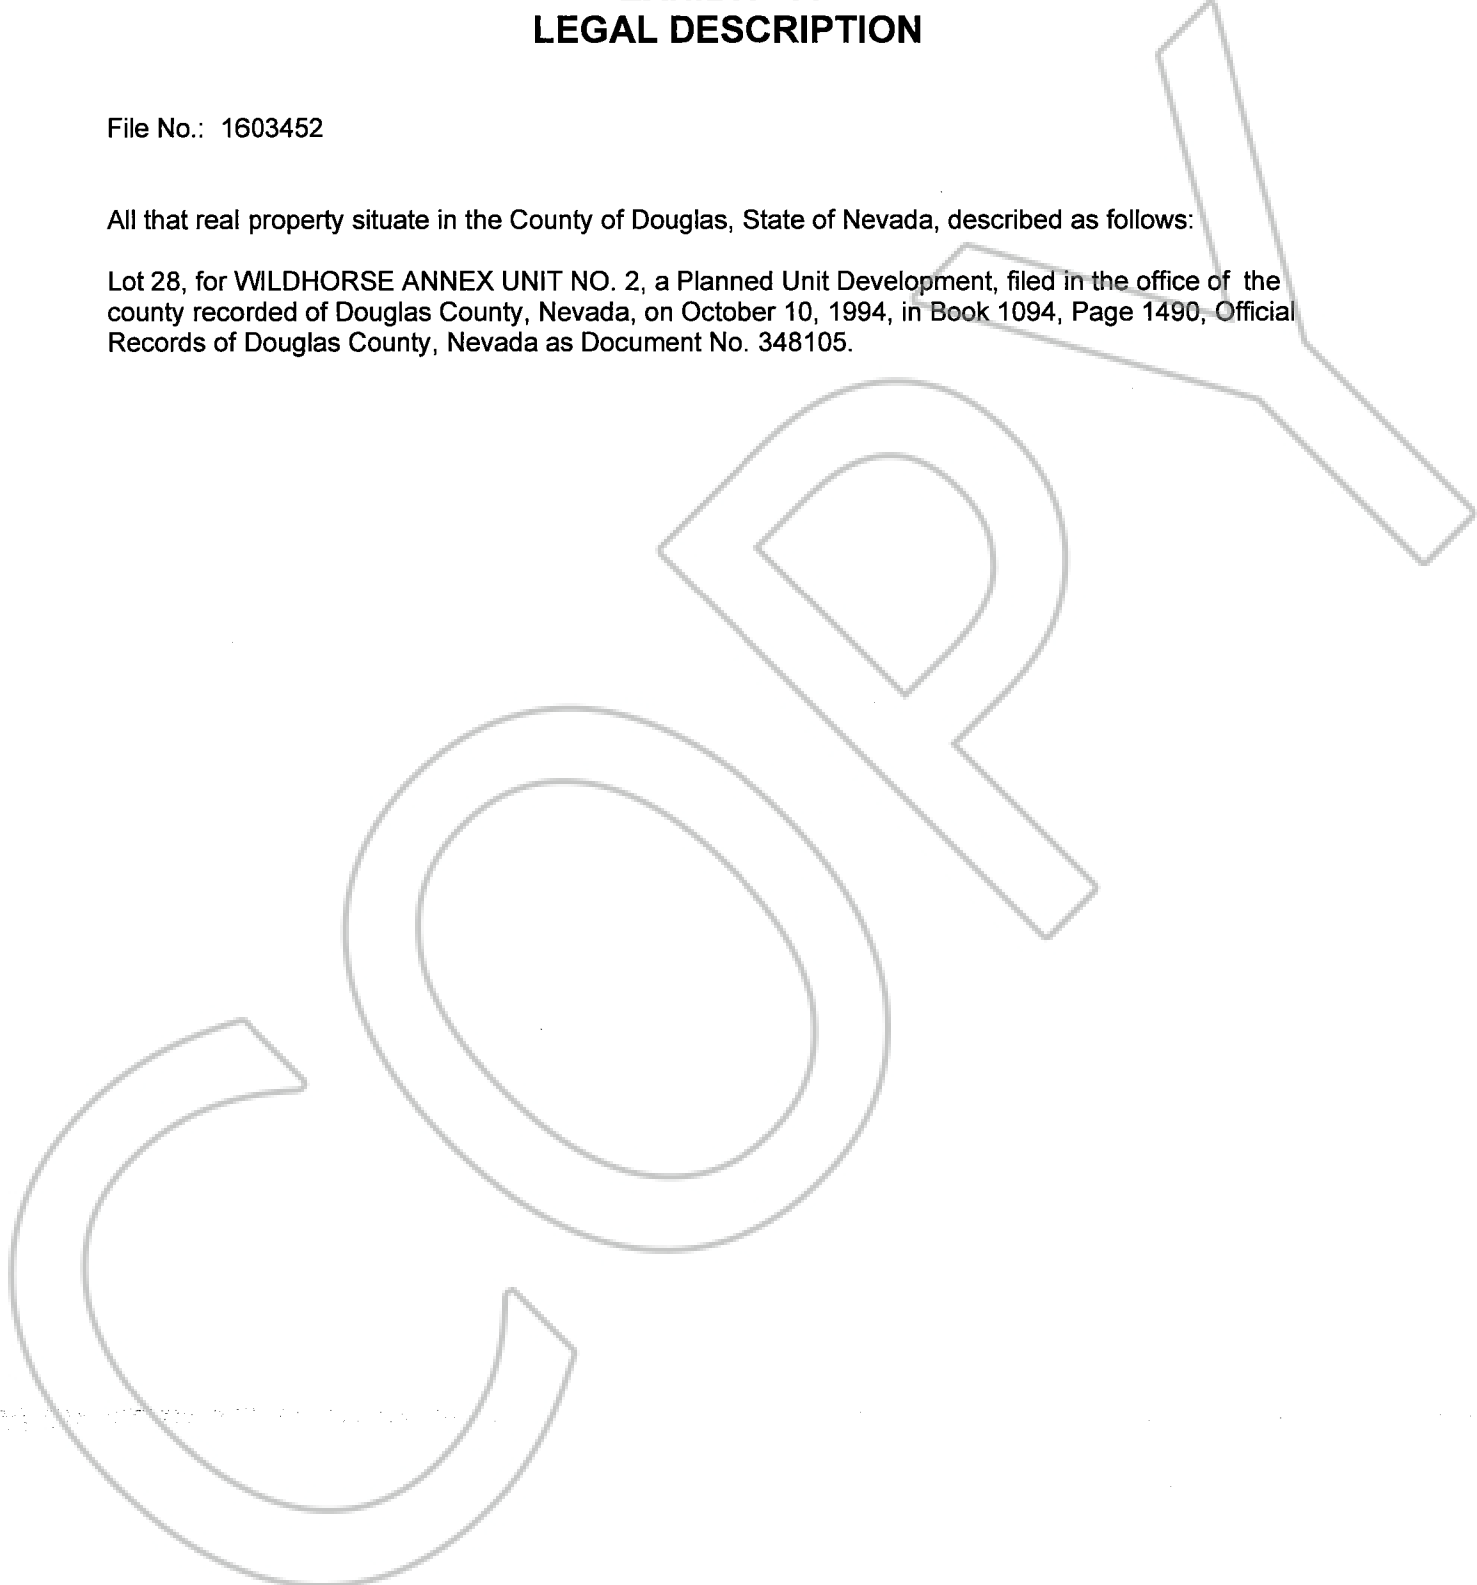 LEGAL DESCRIPTION
File No.: 1603452
All that real property situate in the County of Douglas, State of Nevada, described as follows:
Lot 28, for WILDHORSE ANNEX UNIT NO. 2, a Planned Unit Development, filed in the office of the
county recorded of Douglas County, Nevada, on October 10, 1994, in Book 1094, Page 1490, Official
Records of Douglas County, Nevada as Document No. 348105.
COPY